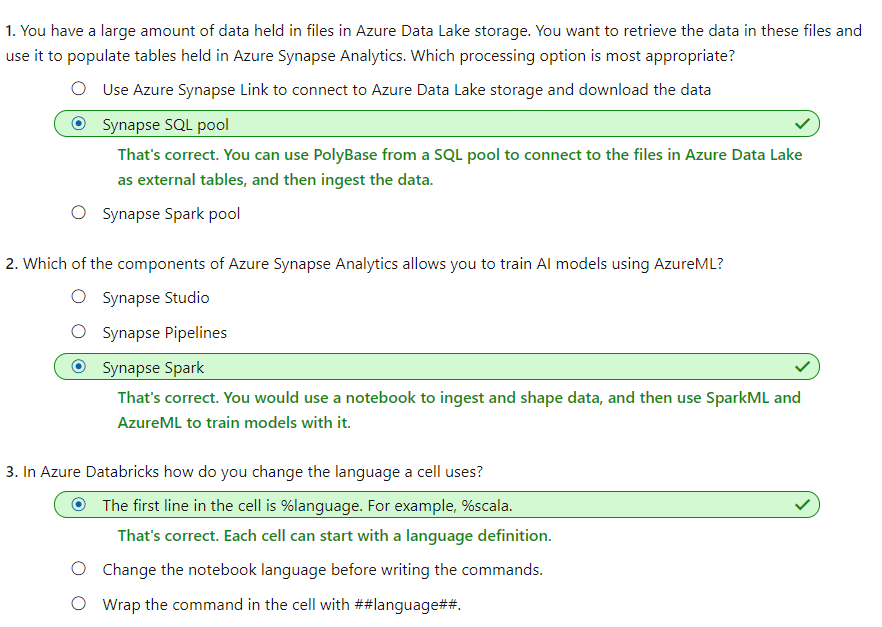 1. You have a large amount of data held in files in Azure Data Lake storage. You want to retrieve the data in these files and
use it to populate tables held in Azure Synapse Analytics. Which processing option is most appropriate?
Use Azure Synapse Link to connect to Azure Data Lake storage and download the data
Synapse SQL pool
That's correct. You can use PolyBase from a SQL pool to connect to the files in Azure Data Lake
as external tables, and then ingest the data.
Synapse Spark pool
2. Which of the components of Azure Synapse Analytics allows you to train AI models using AzureML?
Synapse Studio
Synapse Pipelines
Synapse Spark
That's correct. You would use a notebook to ingest and shape data, and then use SparkML and
AzureML to train models with it.
3. In Azure Databricks how do you change the language a cell uses?
The first line in the cell is %language. For example, %scala.
That's correct. Each cell can start with a language definition.
Change the notebook language before writing the commands.
Wrap the command in the cell with ##language##.